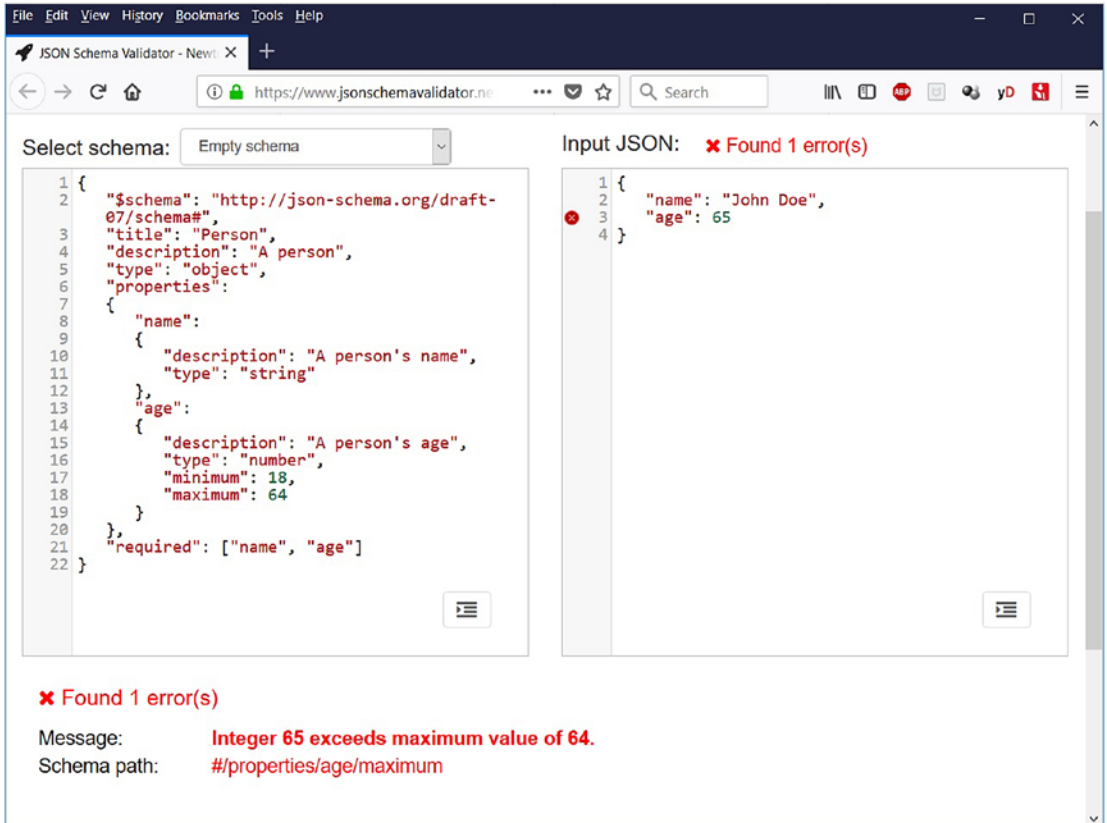 File Edit View History Bookmarks Tools Help
JSON Schema Validator - Newt
https://www.jsonschemavalidator.ne
Search
ABP
yD
Select schema: Empty schema
1 {
2 "$schema": "http://json-schema.org/draft-
07/schema#",
3 "title": "Person",
4 "description": "A person",
5 "type": "object",
6 "properties":
7 {
8 "name":
9 {
10 "description": "A person's name",
11 "type": "string"
12 },
13 "age":
14 {
15 "description": "A person's age",
16 "type": "number",
17 "minimum": 18,
18 "maximum": 64
19 }
20 },
21 "required": ["name", "age"]
22 }
Input JSON: ✖ Found 1 error(s)
1 {
2 "name": "John Doe",
3 "age": 65
4 }
✖ Found 1 error(s)
Message: Integer 65 exceeds maximum value of 64.
Schema path: #/properties/age/maximum